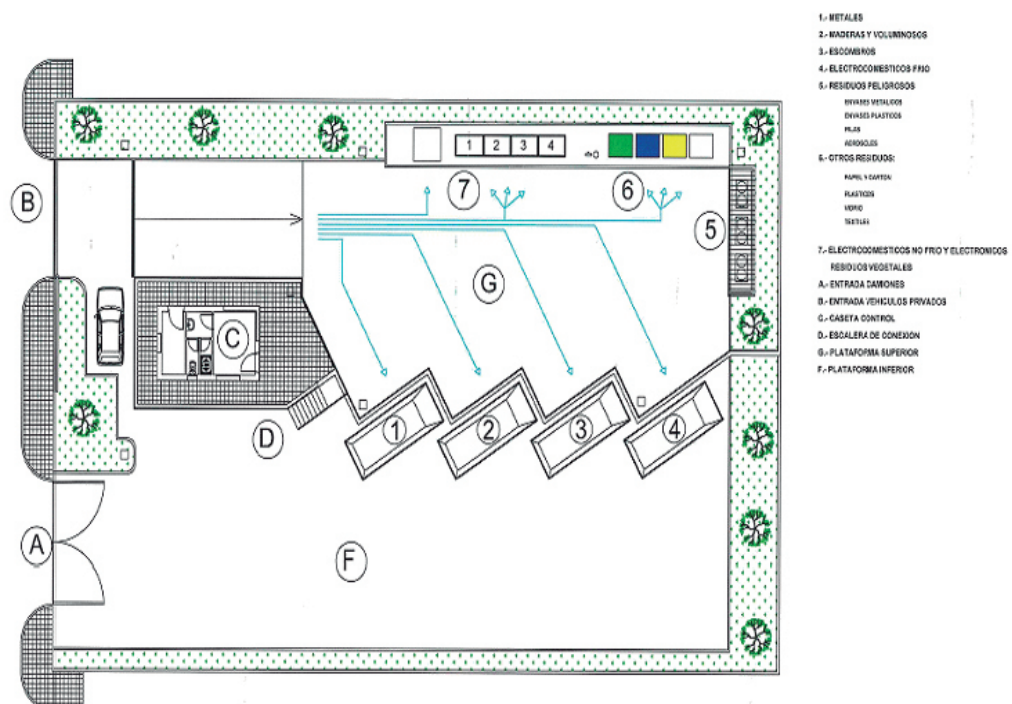 1.- METALES
2.- MADERAS Y VOLUMINOSOS
3.- ESCOMBROS
4.- ELECTROCOMESTICOS FRIO
5.- RESIDUOS PELIGROSOS
ENVASES METALICOS
ENVASES PLASTICOS
PILAS
AEROSOLES
6.- OTROS RESIDUOS:
PAPEL Y CARTON
PLASTICOS
VIDRIO
TEXTILES
7.- ELECTROCOMESTICOS NO FRIO Y ELECTRONICOS
RESIDUOS VEGETALES
A.- ENTRADA CAMIONES
B.- ENTRADA VEHICULOS PRIVADOS
C.- CASETA CONTROL
D.- ESCALERA DE CONEXION
G.- PLATAFORMA SUPERIOR
F.- PLATAFORMA INFERIOR
1 2 3 4
7
6
B
5
G
C
1
2
3
4
D
A
F